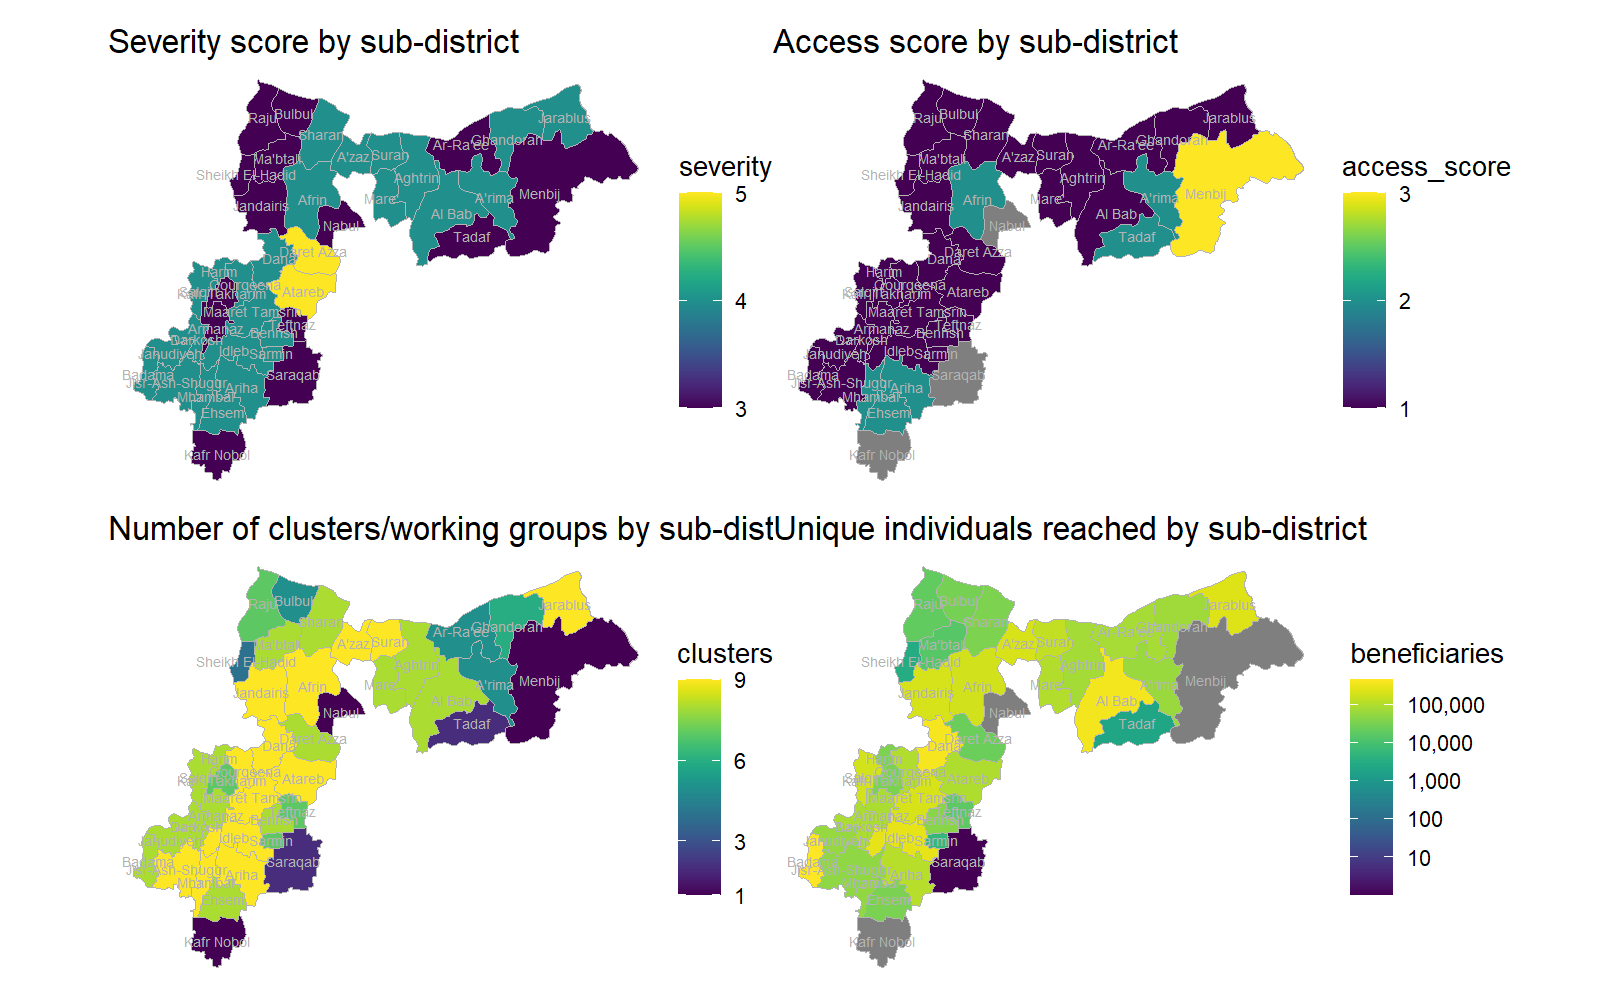 Severity score by sub-district
Bulbul
Raju
Jarablus
Sharan
Ghandorah
Ar-Ra'ee
A'zaz
Suran
Ma'btali
Sheikh El-Hadid
Aghtrin
Menbij
Jandairis
Afrin
Mare'
A'rima
Al Bab
Nabul
Tadaf
Daret Azza
Dana
Harim
Qourqeena
Atareb
Kafr Takharim
Maaret Tamsrin
Teftnaz
Armanaz
Bennsh
Darkosh
Janudiyeh
Idleb
Sarmin
Badama
Saraqab
Jisr-Ash-Shugur
Ariha
Mhambal
Ehsem
Kafr Nobol
severity
5
4
3
Access score by sub-district
Bulbul
Raju
Jarablus
Sharan
Ghandorah
Ar-Ra'ee
A'zaz
Suran
Ma'btali
Sheikh El-Hadid
Aghtrin
Menbij
Jandairis
Afrin
Mare'
A'rima
Al Bab
Nabul
Tadaf
Daret Azza
Dana
Harim
Qourqeena
Atareb
Kafr Takharim
Maaret Tamsrin
Teftnaz
Armanaz
Bennsh
Darkosh
Janudiyeh
Idleb
Sarmin
Badama
Saraqab
Jisr-Ash-Shugur
Ariha
Mhambal
Ehsem
Kafr Nobol
access_score
3
2
1
Number of clusters/working groups by sub-dist
Bulbul
Raju
Jarablus
Sharan
Ghandorah
Ar-Ra'ee
A'zaz
Suran
Ma'btali
Sheikh El-Hadid
Aghtrin
Menbij
Jandairis
Afrin
Mare'
A'rima
Al Bab
Nabul
Tadaf
Daret Azza
Dana
Harim
Qourqeena
Atareb
Kafr Takharim
Maaret Tamsrin
Teftnaz
Bennsh
Idleb
Sarmin
Badama
Saraqab
Jisr-Ash-Shugur
Ariha
Mhambal
Ehsem
Kafr Nobol
clusters
9
6
3
1
Unique individuals reached by sub-district
Bulbul
Raju
Jarablus
Sharan
Ghandorah
Ar-Ra'ee
A'zaz
Suran
Ma'btali
Sheikh El-Hadid
Aghtrin
Menbij
Jandairis
Afrin
Mare'
A'rima
Al Bab
Nabul
Tadaf
Daret Azza
Dana
Harim
Qourqeena
Atareb
Kafr Takharim
Maaret Tamsrin
Teftnaz
Bennsh
Idleb
Sarmin
Badama
Saraqab
Jisr-Ash-Shugur
Ariha
Ehsem
Kafr Nobol
beneficiaries
100,000
10,000
1,000
100
10